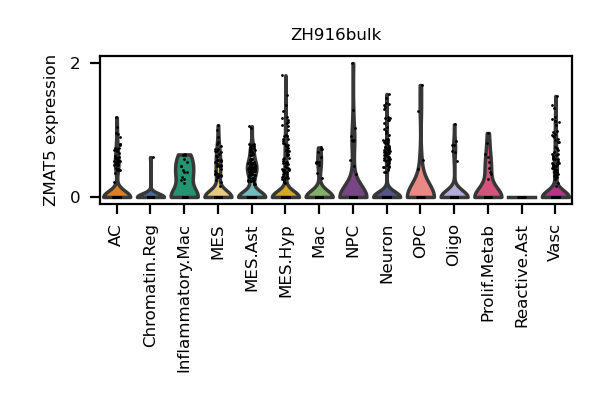 ZH916bulk
ZMAT5 expression
2
0
AC
Chromatin.Reg
Inflammatory.Mac
MES
MES.Ast
MES.Hyp
Mac
NPC
Neuron
OPC
Oligo
Prolif.Metab
Reactive.Ast
Vasc